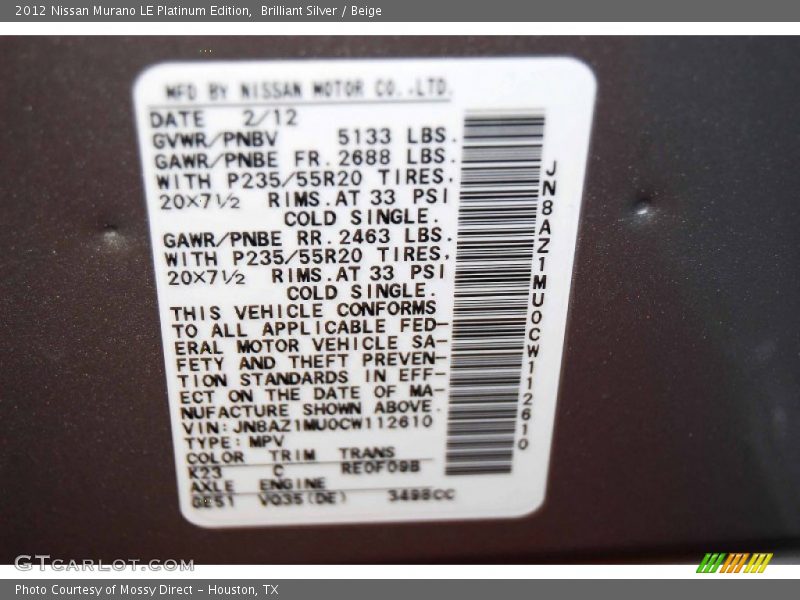 2012 Nissan Murano LE Platinum Edition,  Brilliant Silver / Beige
MFD BY NISSAN MOTOR CO.,LTD.
DATE 2/12
GVWR/PNBV 5133 LBS.
GAWR/PNBE FR. 2688 LBS.
WITH P235/55R20 TIRES.
20×7½ RIMS. AT 33 PSI
COLD SINGLE.
GAWR/PNBE RR. 2463 LBS.
WITH P235/55R20 TIRES,
20×7½ RIMS. AT 33 PSI
COLD SINGLE.
THIS VEHICLE CONFORMS
TO ALL APPLICABLE FED-
ERAL MOTOR VEHICLE SA-
FETY AND THEFT PREVEN-
TION STANDARDS IN EFF-
ECT ON THE DATE OF MA-
NUFACTURE SHOWN ABOVE.
VIN: JN8AZ1MU0CW112610
TYPE: MPV
COLOR TRIM TRANS
K23 C RE0F09B
AXLE ENGINE
GE51 VQ35(DE) 3498CC
JN8AZ1MU0CW112610
GTCARLOT.COM
Photo Courtesy of Mossy Direct - Houston, TX